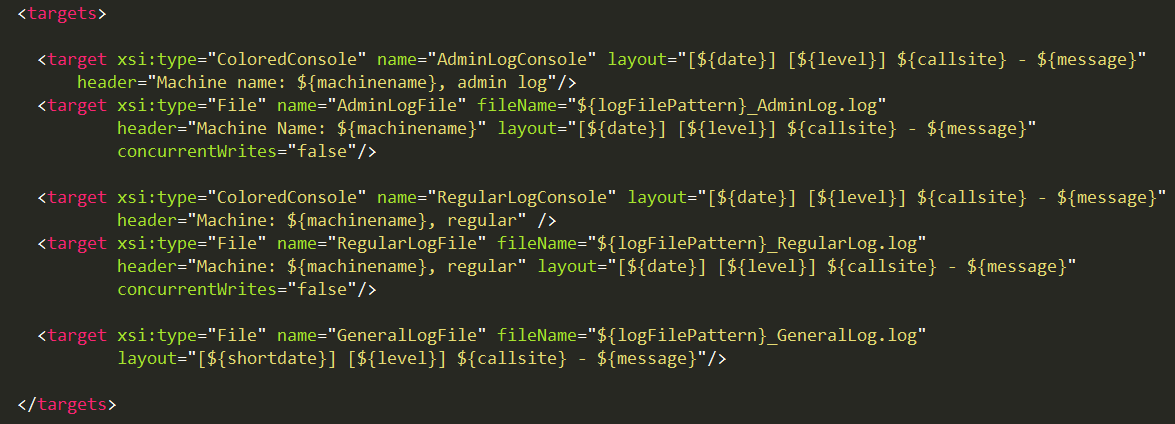 <targets>
<target xsi:type="ColoredConsole" name="AdminLogConsole" layout="[${date}] [${level}] ${callsite} - ${message}"
header="Machine name: ${machinename}, admin log"/>
<target xsi:type="File" name="AdminLogFile" fileName="${logFilePattern}_AdminLog.log"
header="Machine Name: ${machinename}" layout="[${date}] [${level}] ${callsite} - ${message}"
concurrentWrites="false"/>
<target xsi:type="ColoredConsole" name="RegularLogConsole" layout="[${date}] [${level}] ${callsite} - ${message}"
header="Machine: ${machinename}, regular" />
<target xsi:type="File" name="RegularLogFile" fileName="${logFilePattern}_RegularLog.log"
header="Machine: ${machinename}, regular" layout="[${date}] [${level}] ${callsite} - ${message}"
concurrentWrites="false"/>
<target xsi:type="File" name="GeneralLogFile" fileName="${logFilePattern}_GeneralLog.log"
layout="[${shortdate}] [${level}] ${callsite} - ${message}"/>
</targets>